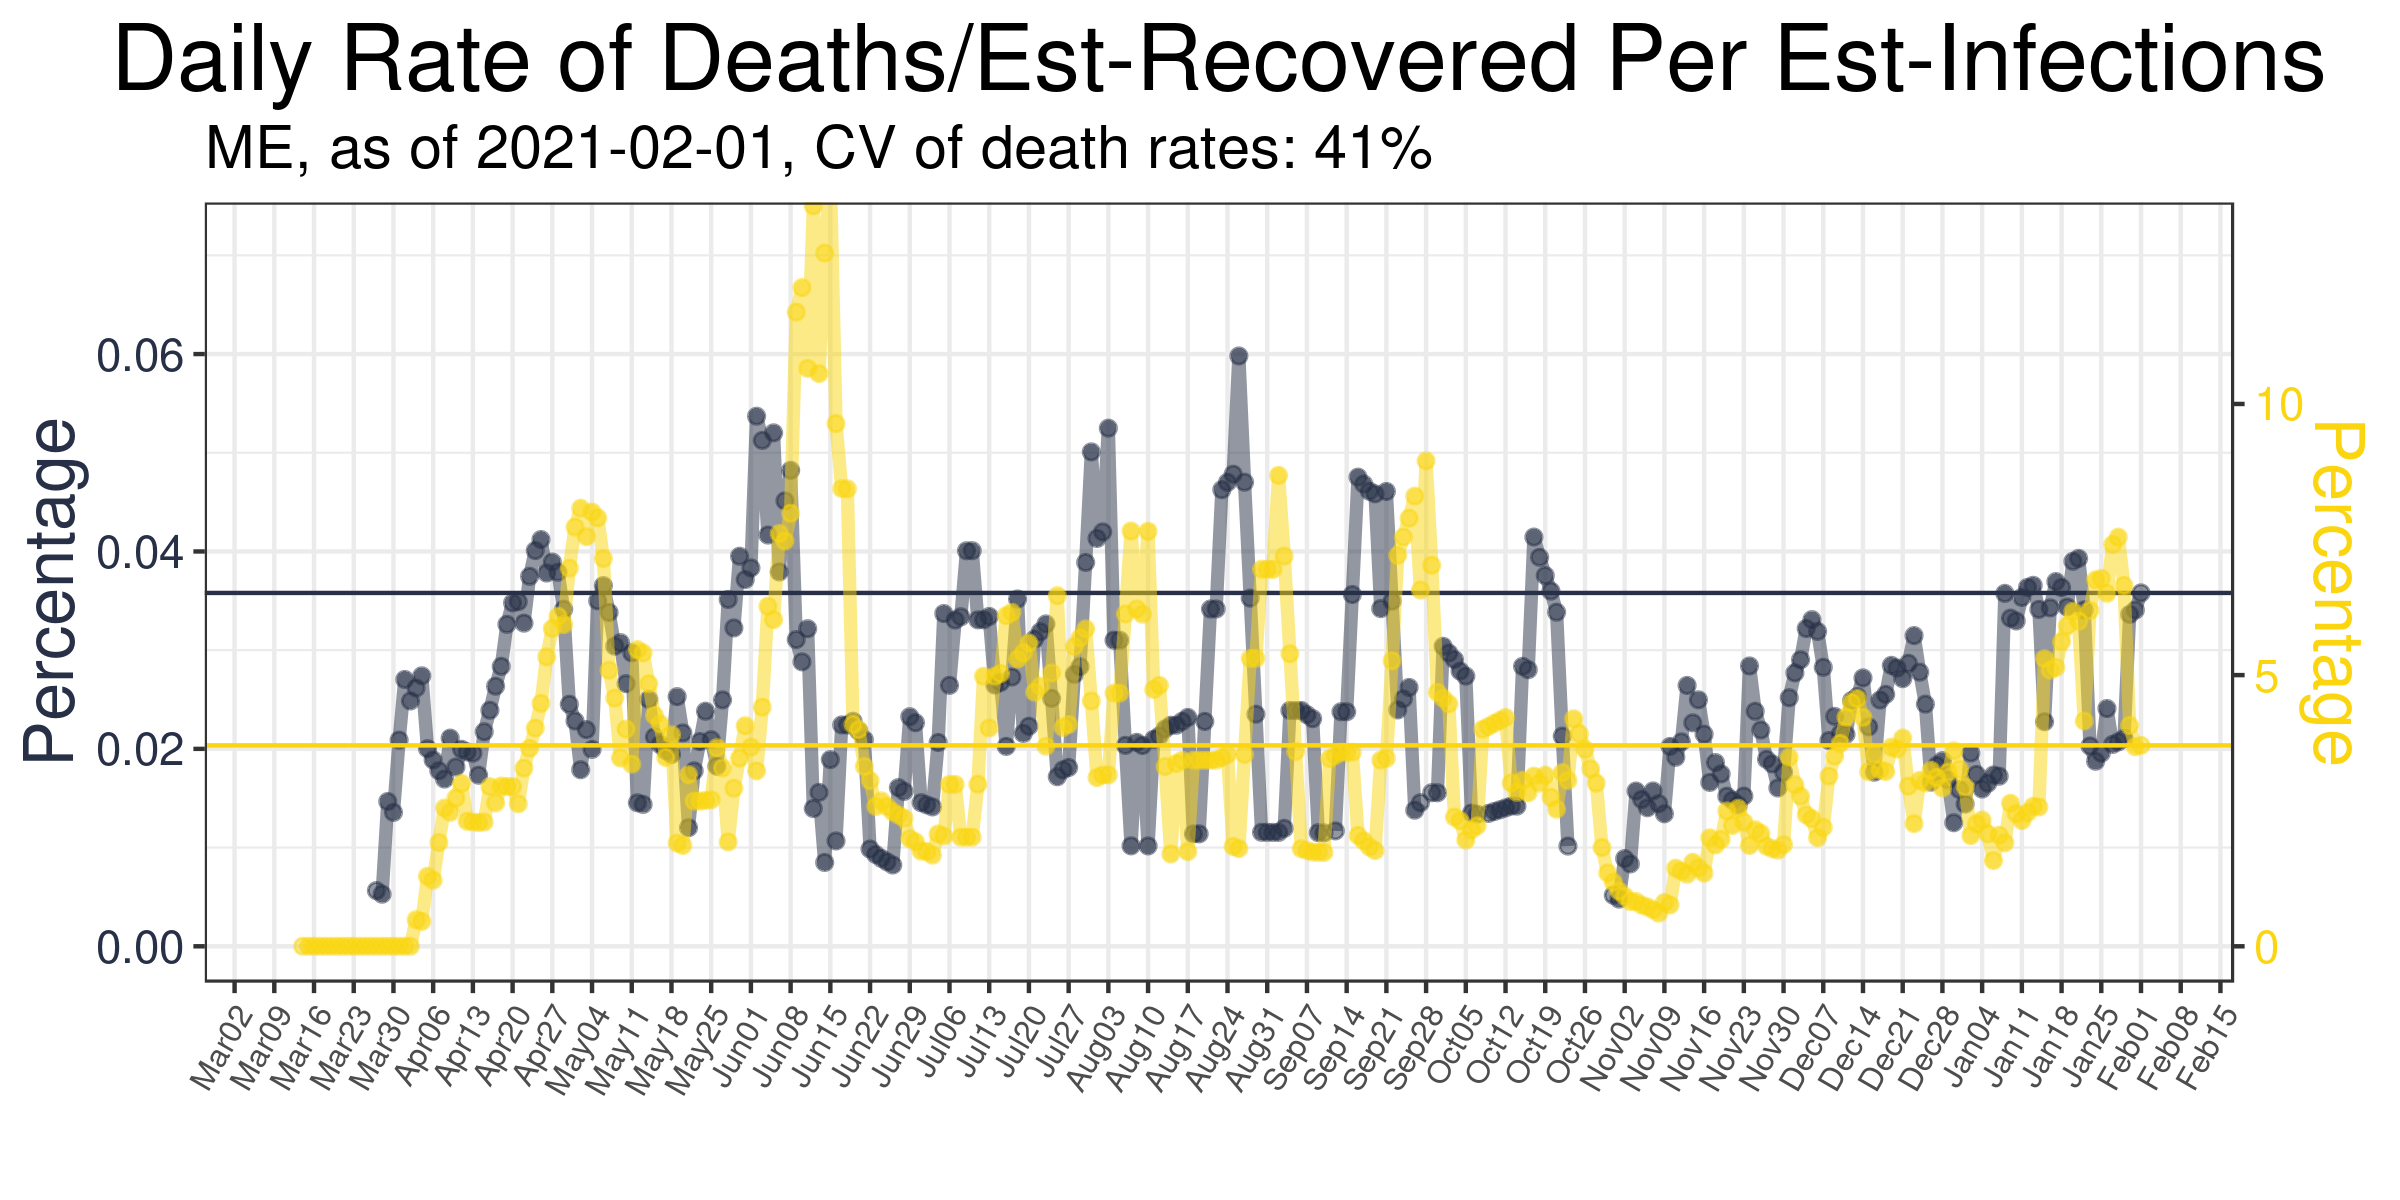 Daily Rate of Deaths/Est-Recovered Per Est-Infections
ME, as of 2021-02-01, CV of death rates: 41%
Percentage
0.06
0.04
0.02
0.00
10
5
0
Percentage
Mar02
Mar09
Mar16
Mar23
Mar30
Apr06
Apr13
Apr20
Apr27
May04
May11
May18
May25
Jun01
Jun08
Jun15
Jun22
Jun29
Jul06
Jul13
Jul20
Jul27
Aug03
Aug10
Aug17
Aug24
Aug31
Sep07
Sep14
Sep21
Sep28
Oct05
Oct12
Oct19
Oct26
Nov02
Nov09
Nov16
Nov23
Nov30
Dec07
Dec14
Dec21
Dec28
Jan04
Jan11
Jan18
Jan25
Feb01
Feb08
Feb15